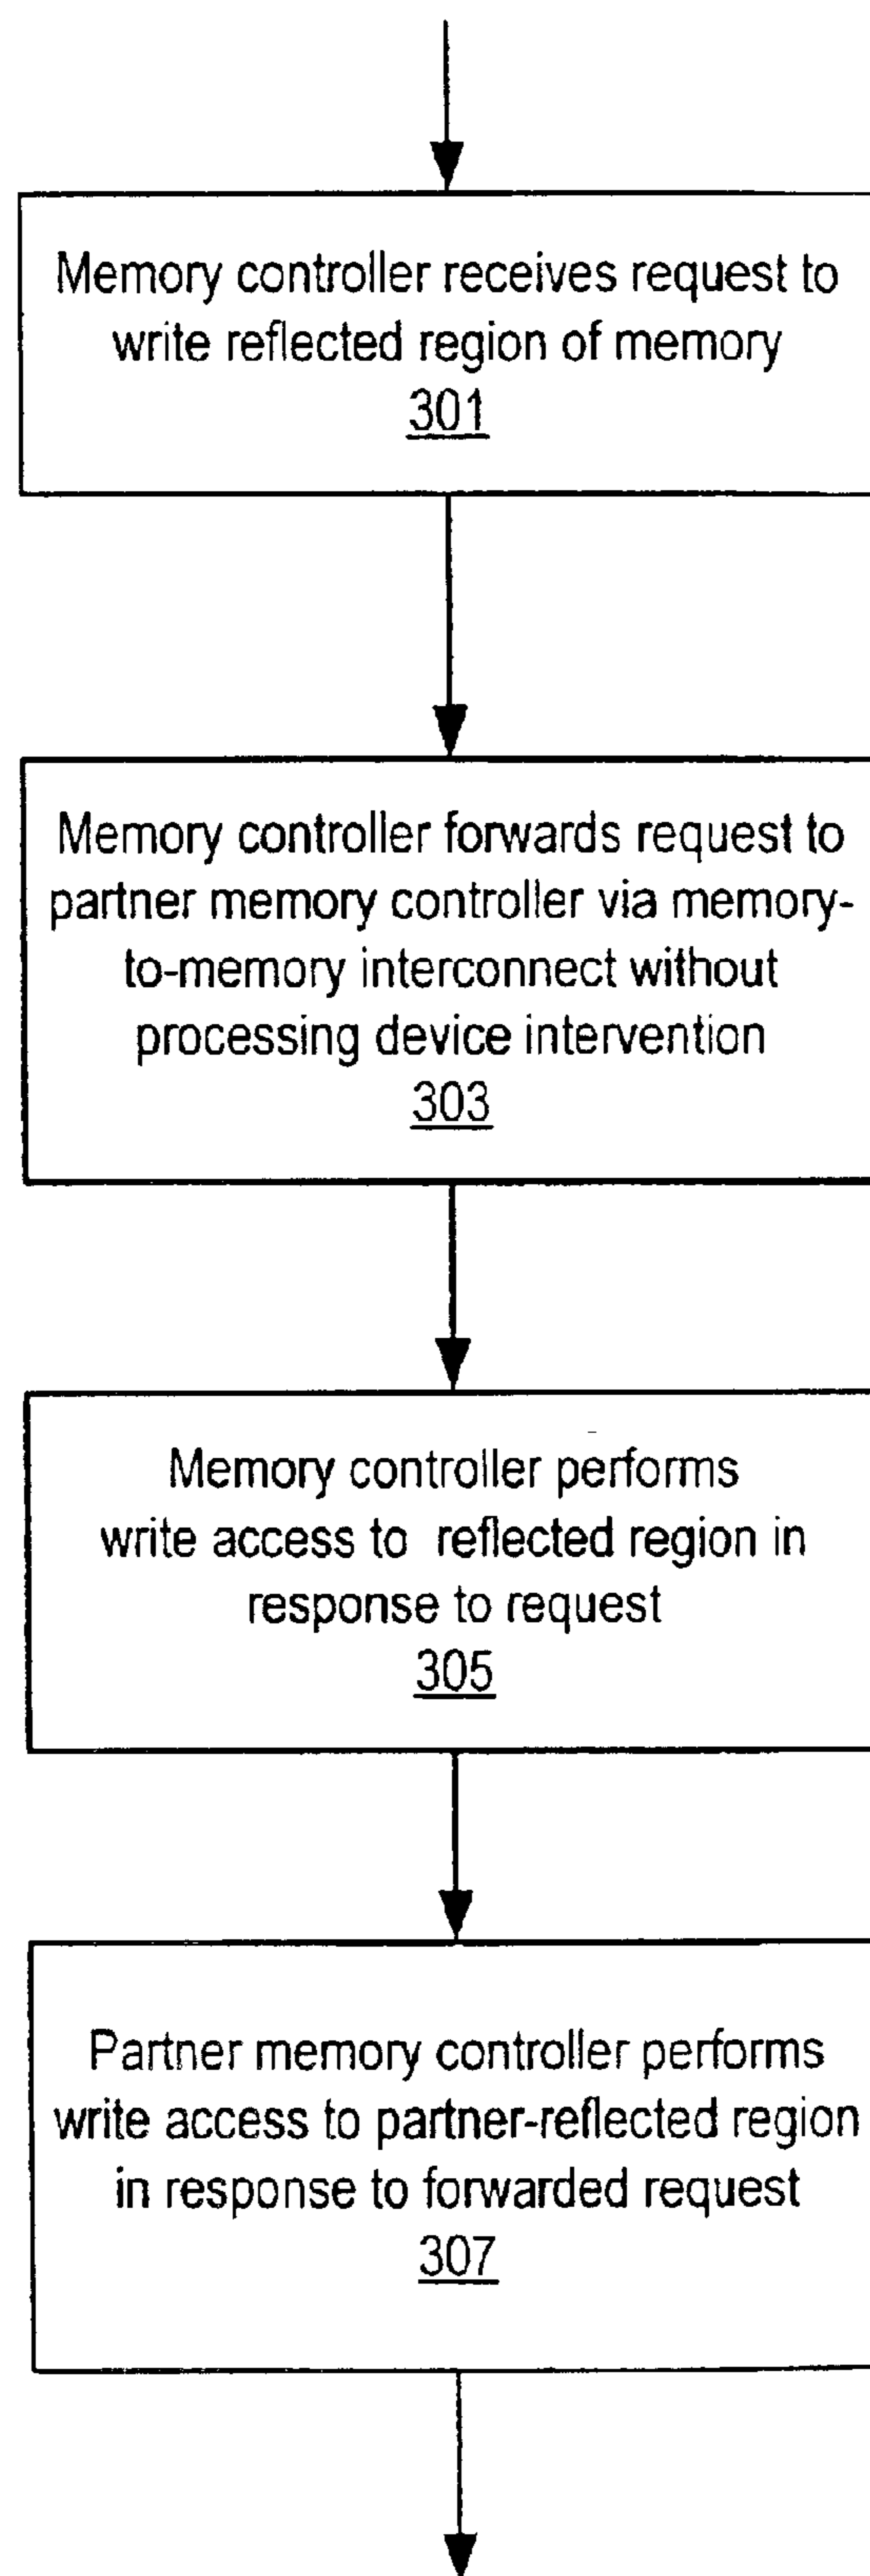 Memory controller receives request to
write reflected region of memory
301
Memory controller forwards request to
partner memory controller via memory-
to-memory interconnect without
processing device intervention
303
Memory controller performs
write access to reflected region in
response to request
305
Partner memory controller performs
write access to partner-reflected region
in response to forwarded request
307